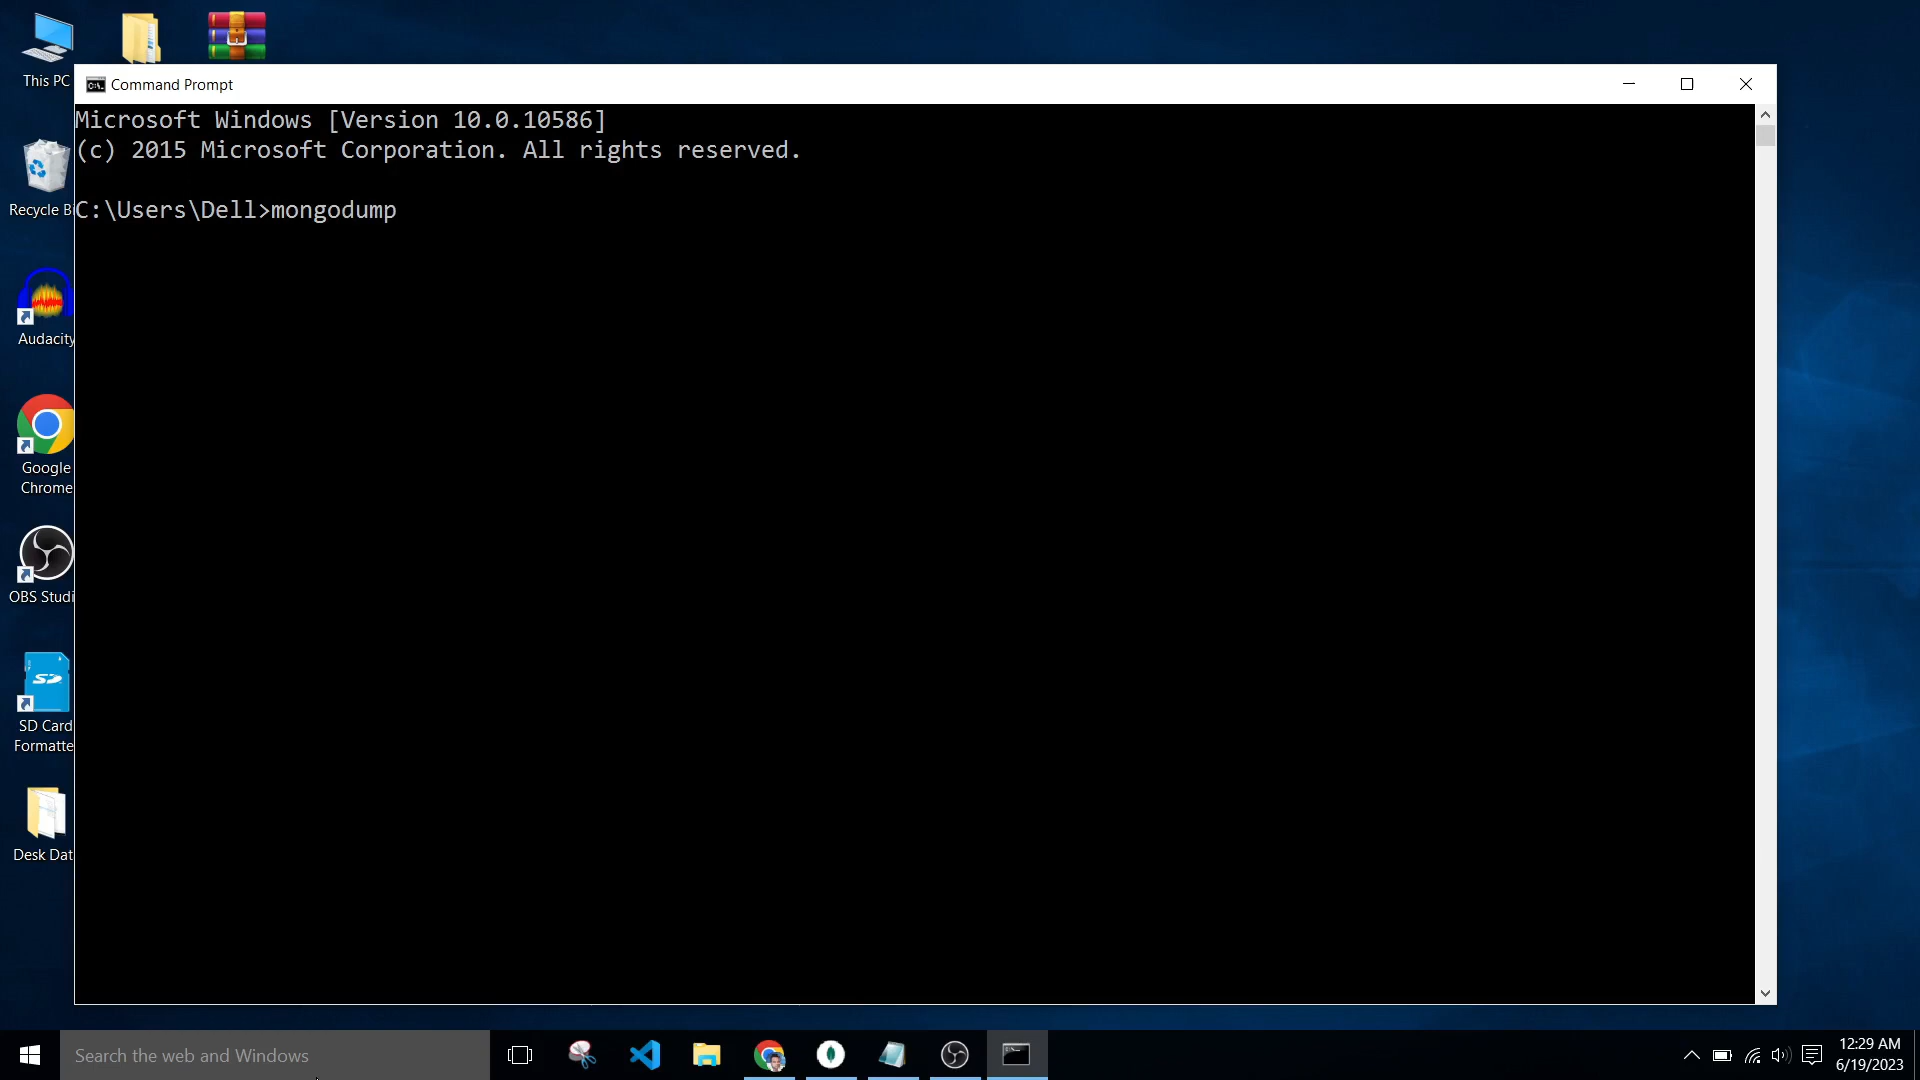 This PC
Command Prompt
Microsoft Windows [Version 10.0.10586]
(c) 2015 Microsoft Corporation. All rights reserved.
C:\Users\Dell>mongodump
Recycle Bi
Audacity
Google
Chrome
OBS Studi
SD
SD Card
Formatte
Desk Dat
Search the web and Windows
12:29 AM
6/19/2023